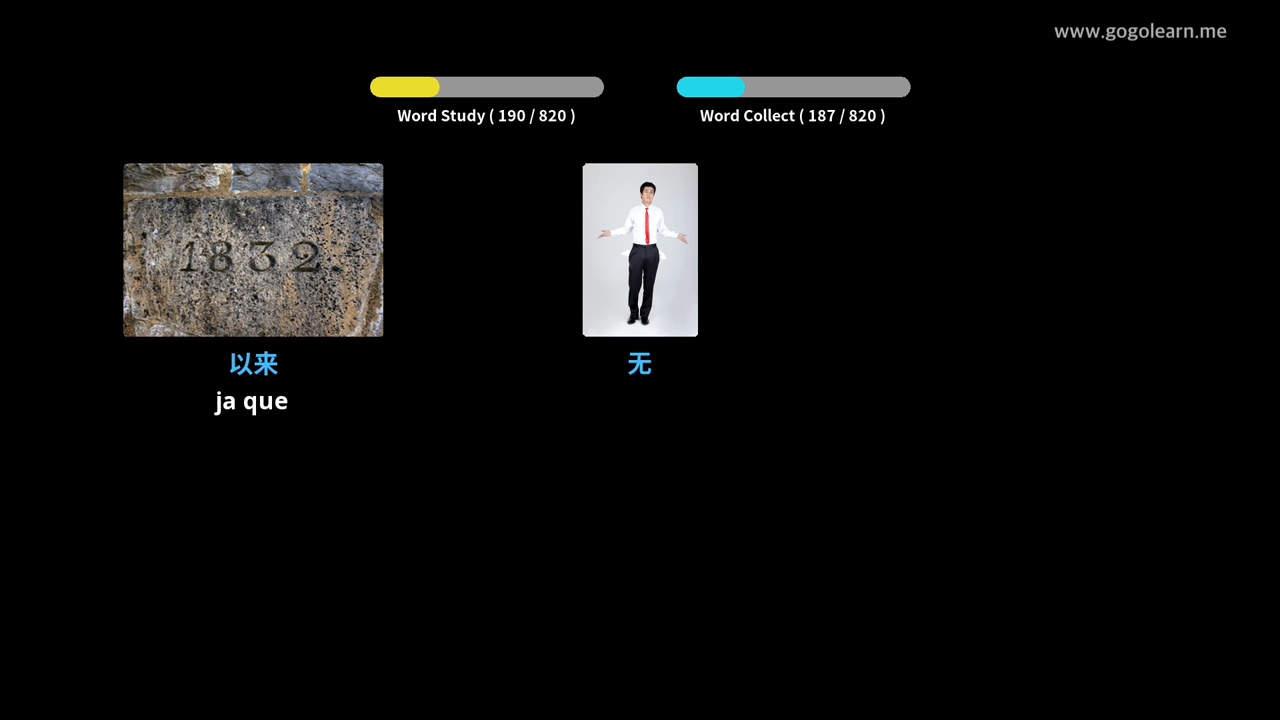 www.gogolearn.me
Word Study ( 190 / 820 )
Word Collect ( 187 / 820 )
1832.
以来
ja que
无